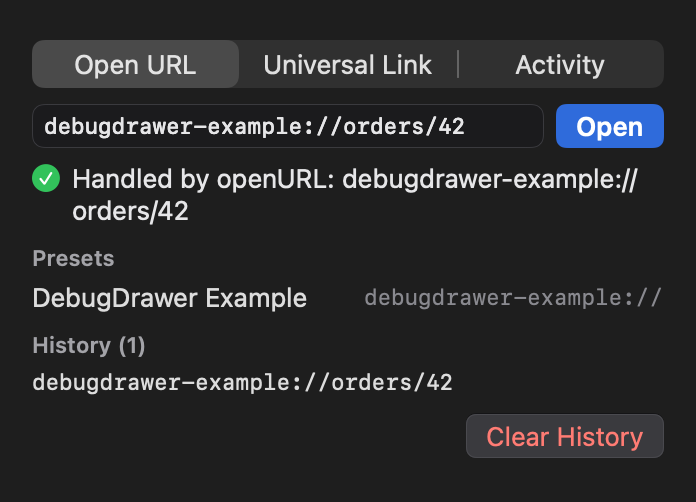 Open URL
Universal Link
Activity
debugdrawer-example://orders/42
Open
Handled by openURL: debugdrawer-example://
orders/42
Presets
DebugDrawer Example
debugdrawer-example://
History (1)
debugdrawer-example://orders/42
Clear History